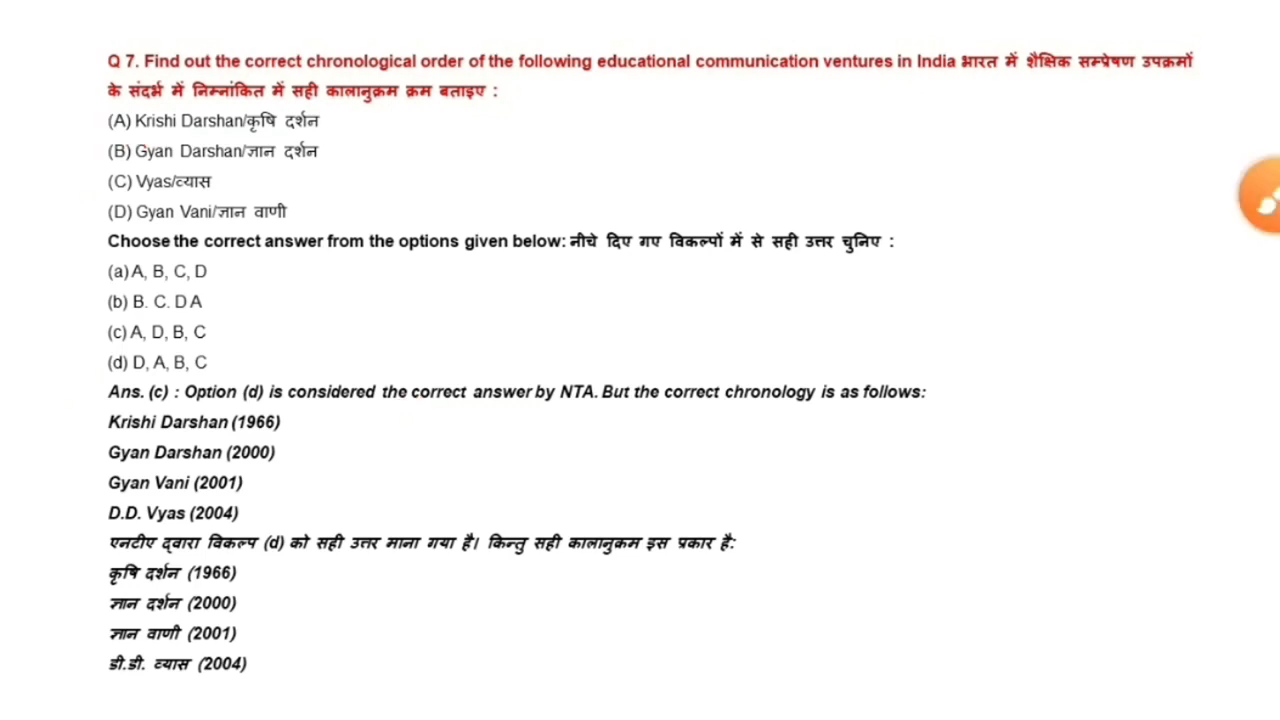 Q 7. Find out the correct chronological order of the following educational communication ventures in India भारत में शैक्षिक सम्प्रेषण उपक्रमों
के संदर्भ में निम्नांकित में सही कालानुक्रम क्रम बताइए :
(A) Krishi Darshan/कृषि दर्शन
(B) Gyan Darshan/ज्ञान दर्शन
(C) Vyas/व्यास
(D) Gyan Vani/ज्ञान वाणी
Choose the correct answer from the options given below: नीचे दिए गए विकल्पों में से सही उत्तर चुनिए :
(a) A, B, C, D
(b) B. C. D A
(c) A, D, B, C
(d) D, A, B, C
Ans. (c) : Option (d) is considered the correct answer by NTA. But the correct chronology is as follows:
Krishi Darshan (1966)
Gyan Darshan (2000)
Gyan Vani (2001)
D.D. Vyas (2004)
एनटीए द्वारा विकल्प (d) को सही उत्तर माना गया है। किन्तु सही कालानुक्रम इस प्रकार है:
कृषि दर्शन (1966)
ज्ञान दर्शन (2000)
ज्ञान वाणी (2001)
डी.डी. व्यास (2004)